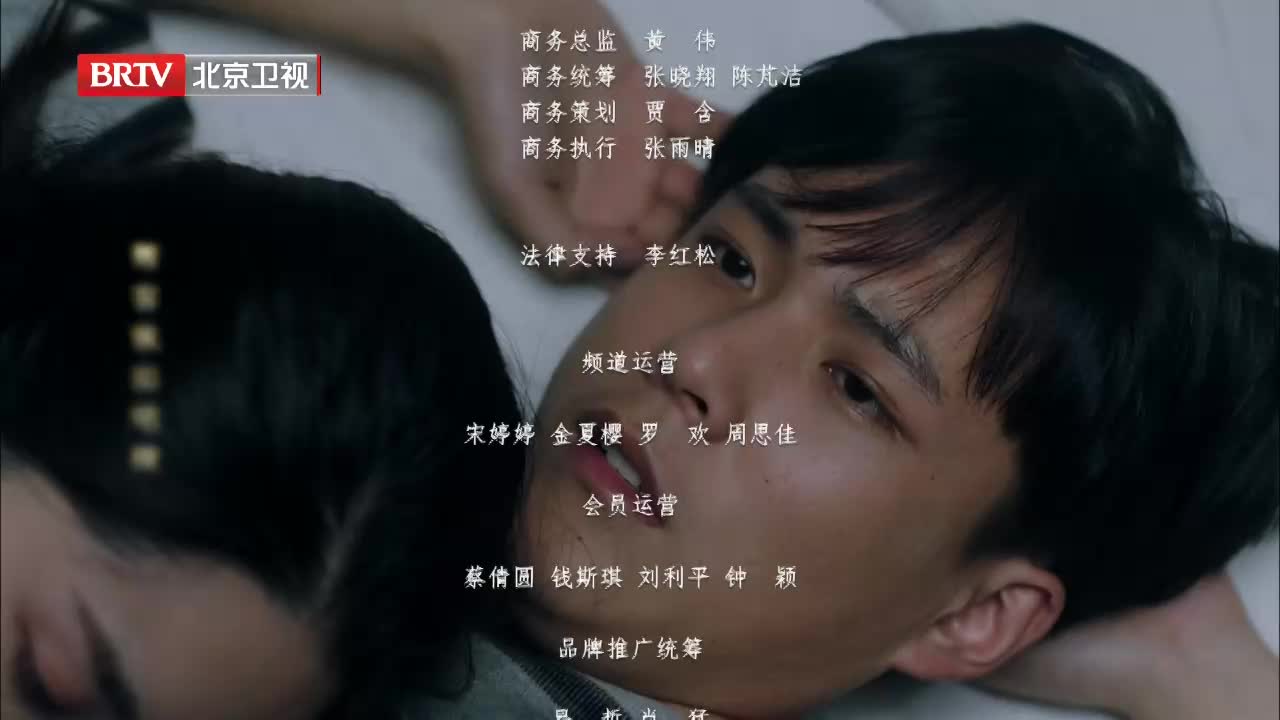 商务总监 黄 伟
BRTV 北京卫视
商务统筹 张晓翔 陈芃洁
商务策划 贾 含
商务执行 张雨晴
法律支持 李红松
频道运营
宋婷婷 金夏樱 罗 欢 周思佳
会员运营
蔡倩圆 钱斯琪 刘利平 钟 颖
品牌推广统筹